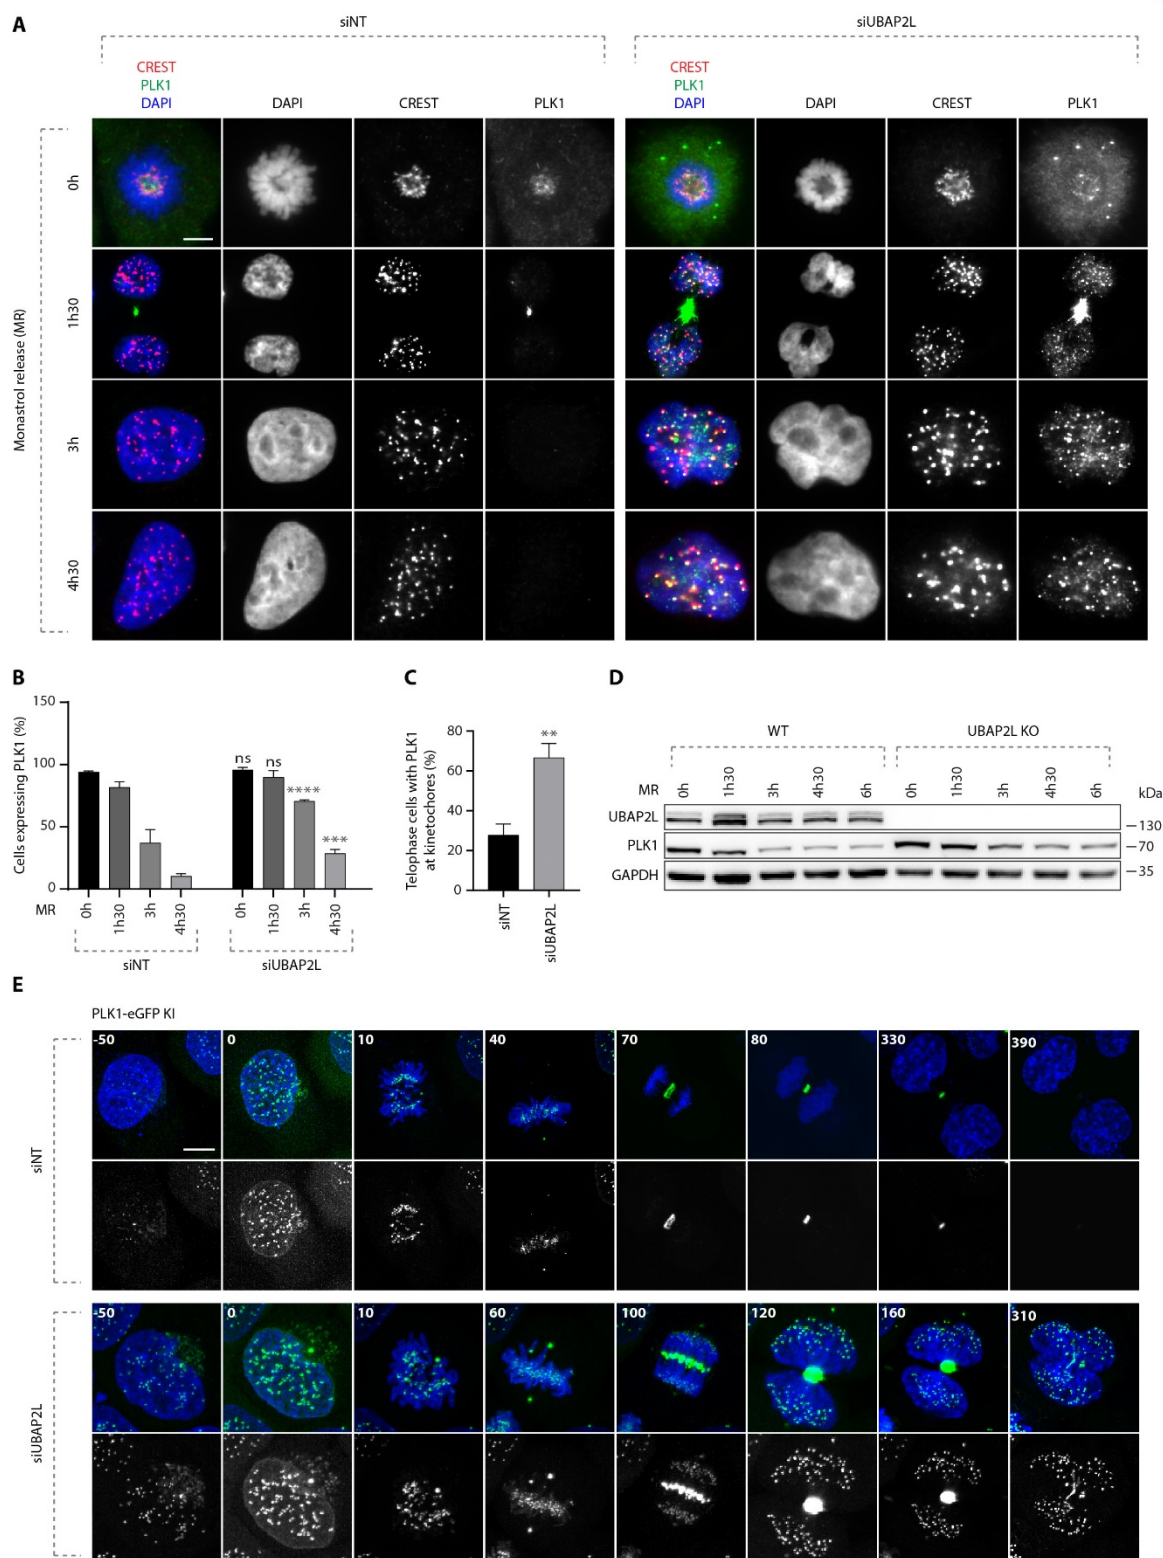 A
siNT
siUBAP2L
CREST
PLK1
DAPI
DAPI
CREST
PLK1
CREST
PLK1
DAPI
DAPI
CREST
PLK1
Monastrol release (MR)
0h
1h30
3h
4h30
B
Cells expressing PLK1 (%)
150
100
50
0
ns
ns
****
***
MR
0h
1h30
3h
4h30
0h
1h30
3h
4h30
siNT
siUBAP2L
C
Telophase cells with PLK1
at kinetochores (%)
80
60
40
20
0
**
siNT
siUBAP2L
D
WT
UBAP2L KO
MR
0h
1h30
3h
4h30
6h
0h
1h30
3h
4h30
6h
kDa
UBAP2L
—130
PLK1
—70
GAPDH
—35
E
PLK1-eGFP KI
siNT
-50
0
10
40
70
80
330
390
siUBAP2L
-50
0
10
60
100
120
160
310